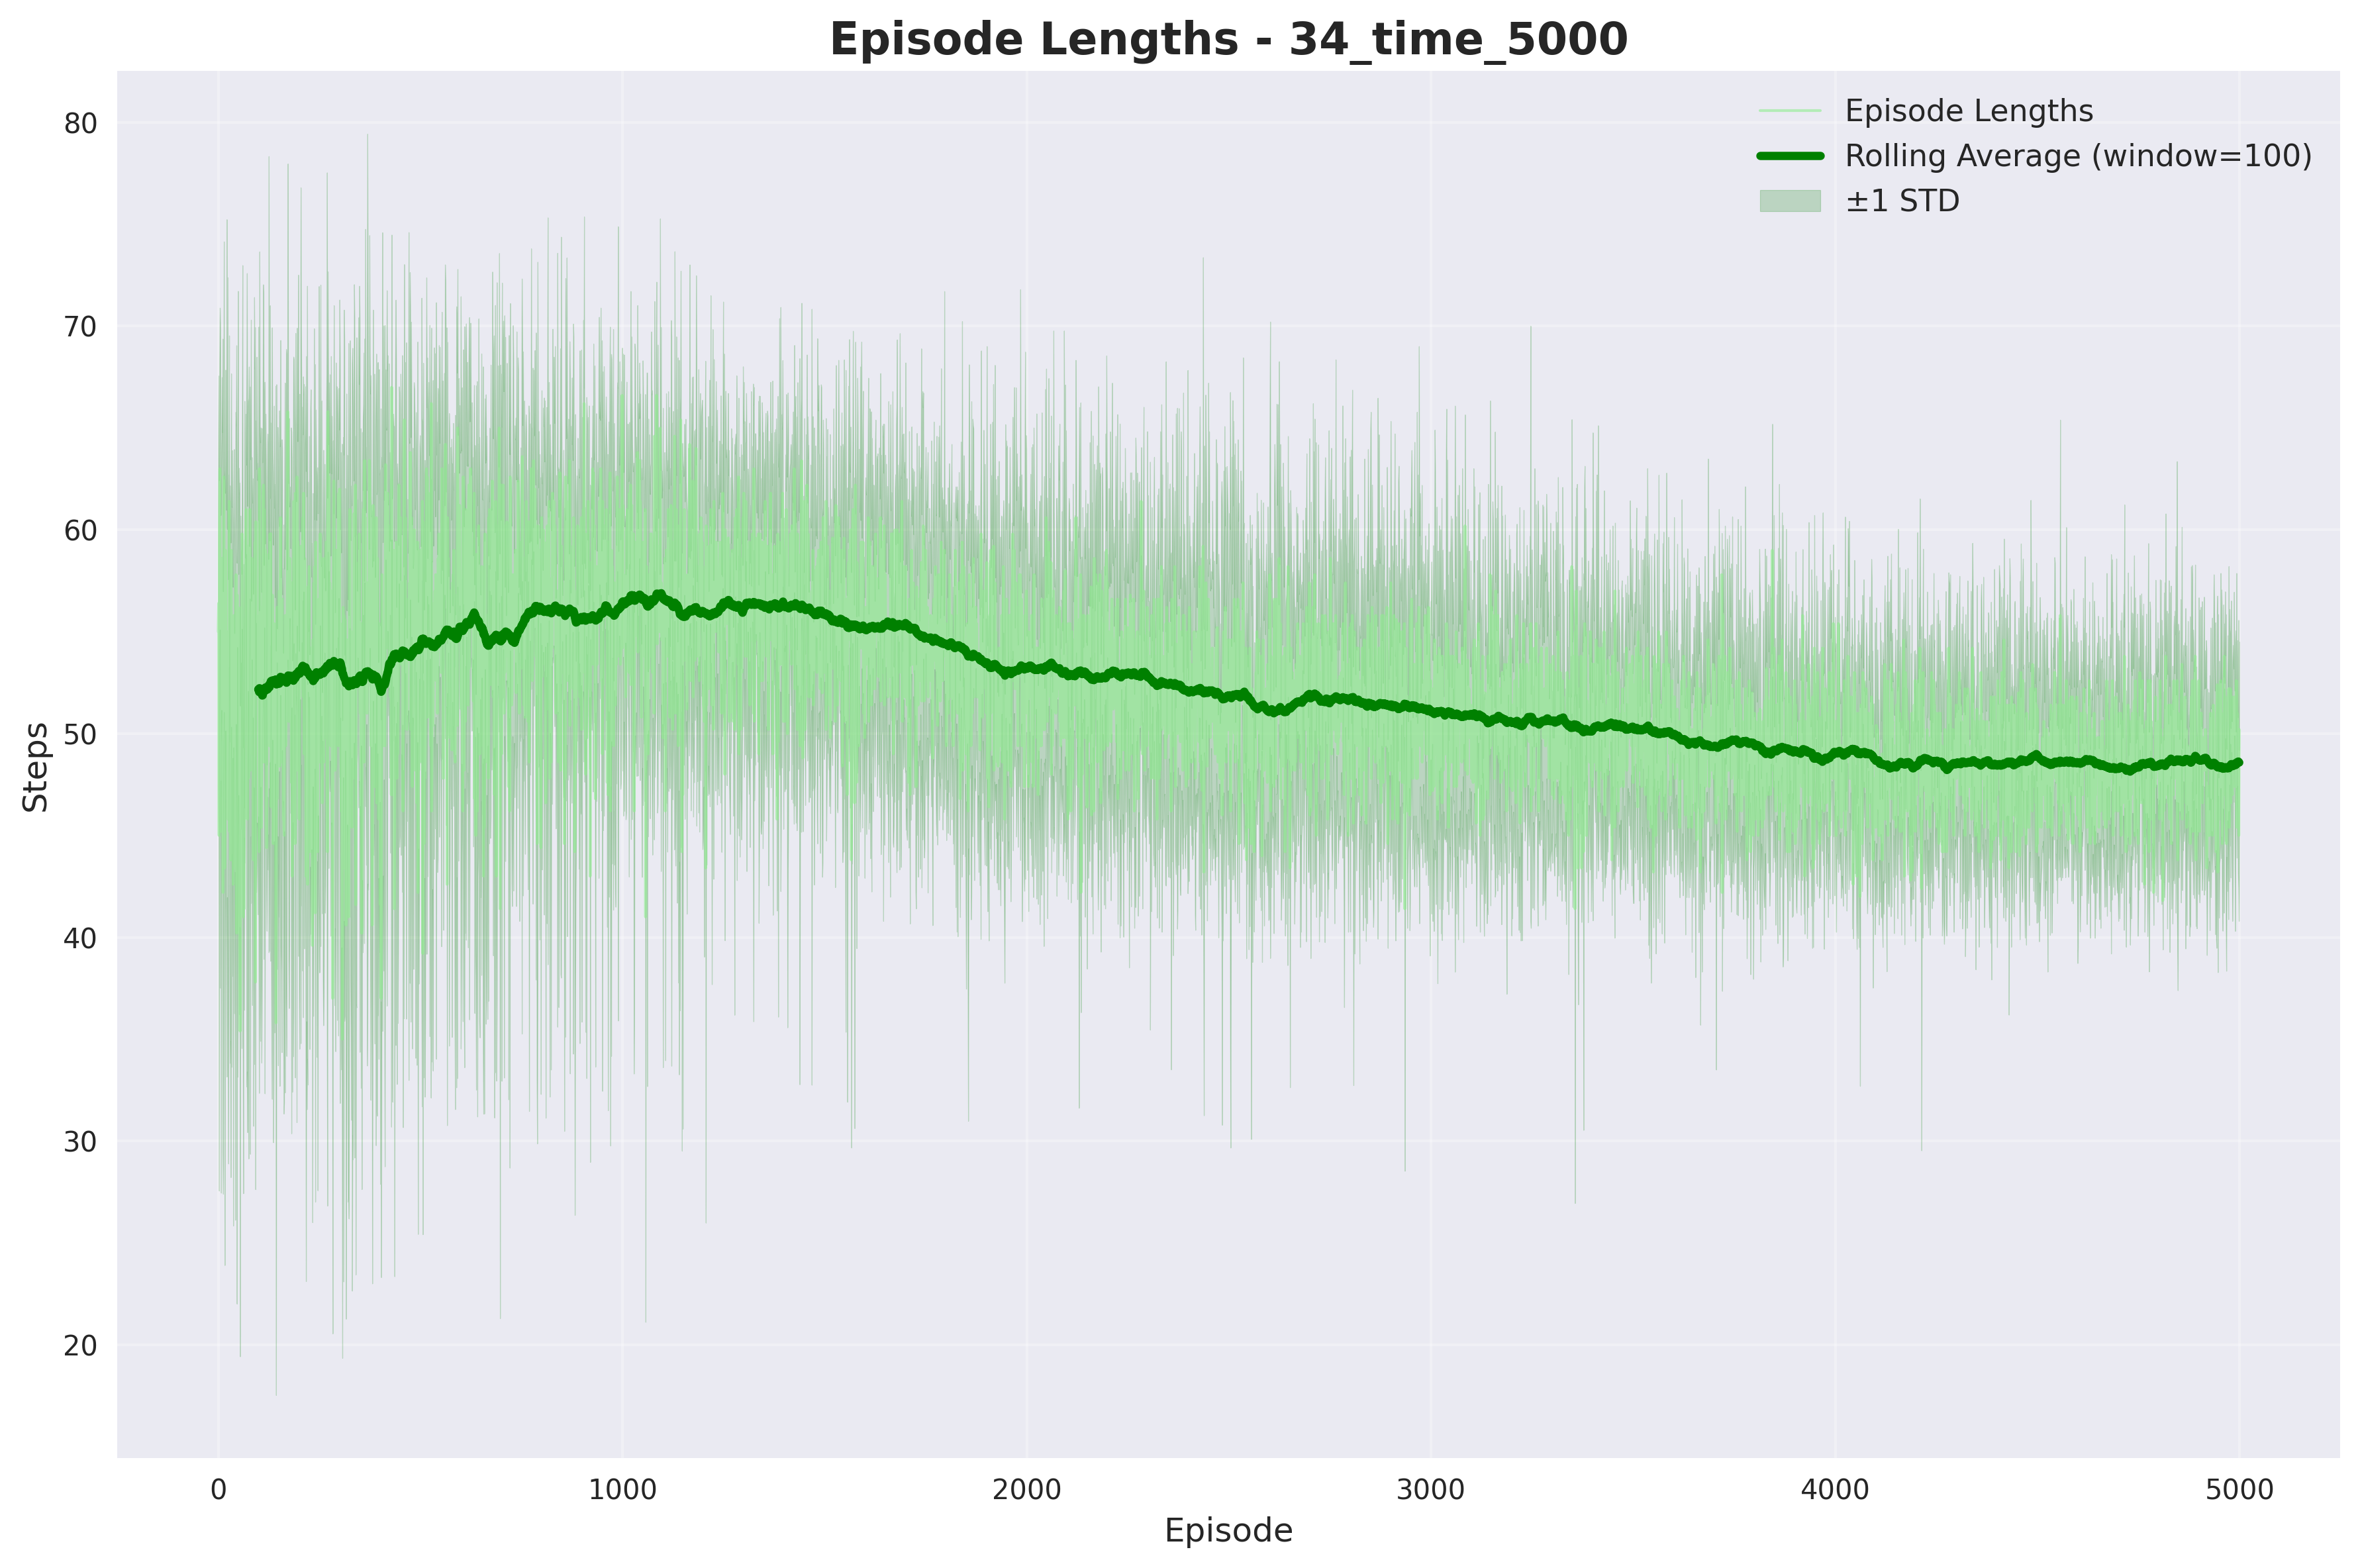 Episode Lengths - 34_time_5000
Episode Lengths
Rolling Average (window=100)
±1 STD
Steps
80
70
60
50
40
30
20
0 1000 2000 3000 4000 5000
Episode